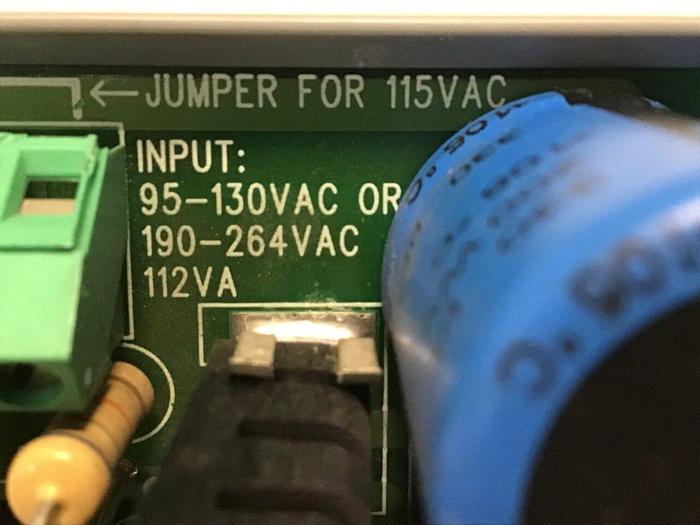 ←JUMPER FOR 115VAC
INPUT:
95-130VAC OR
190-264VAC
112VA